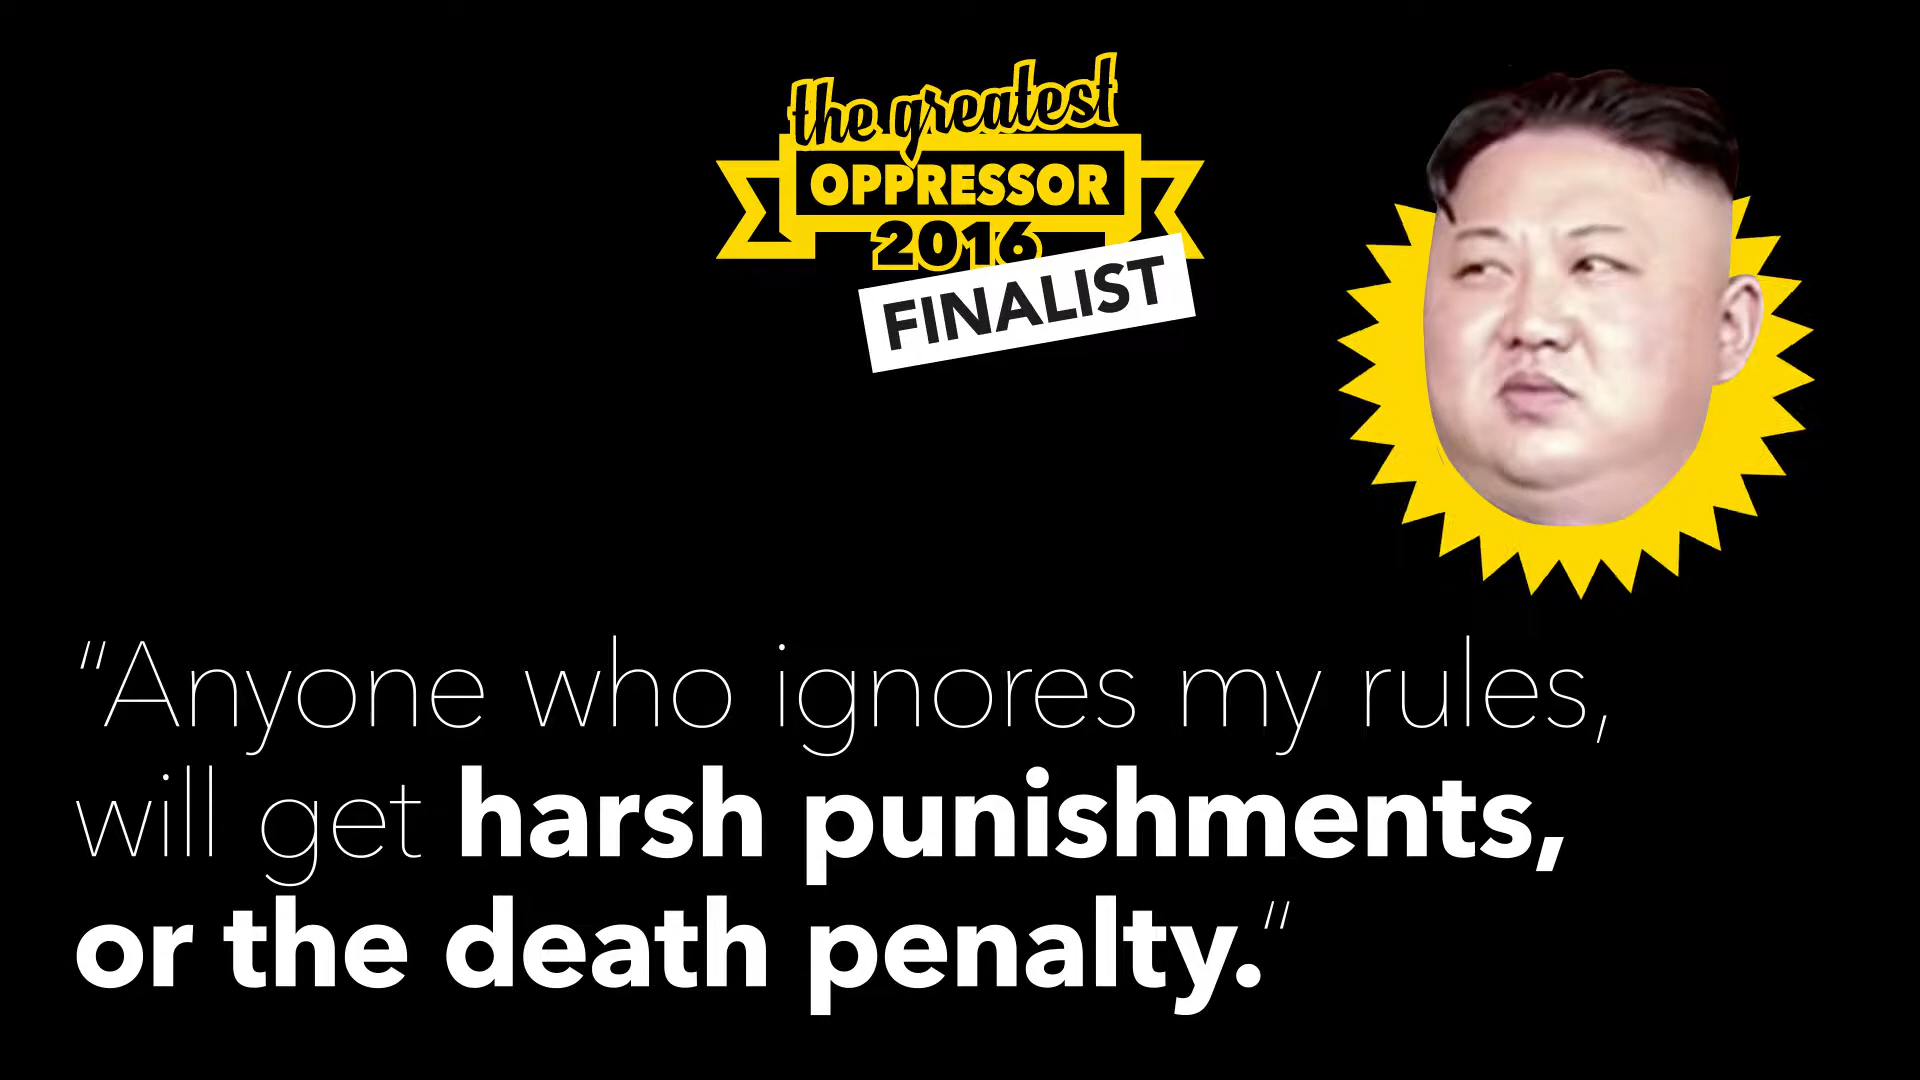 the greatest
OPPRESSOR
2016
FINALIST
“Anyone who ignores my rules,
will get harsh punishments,
or the death penalty.“